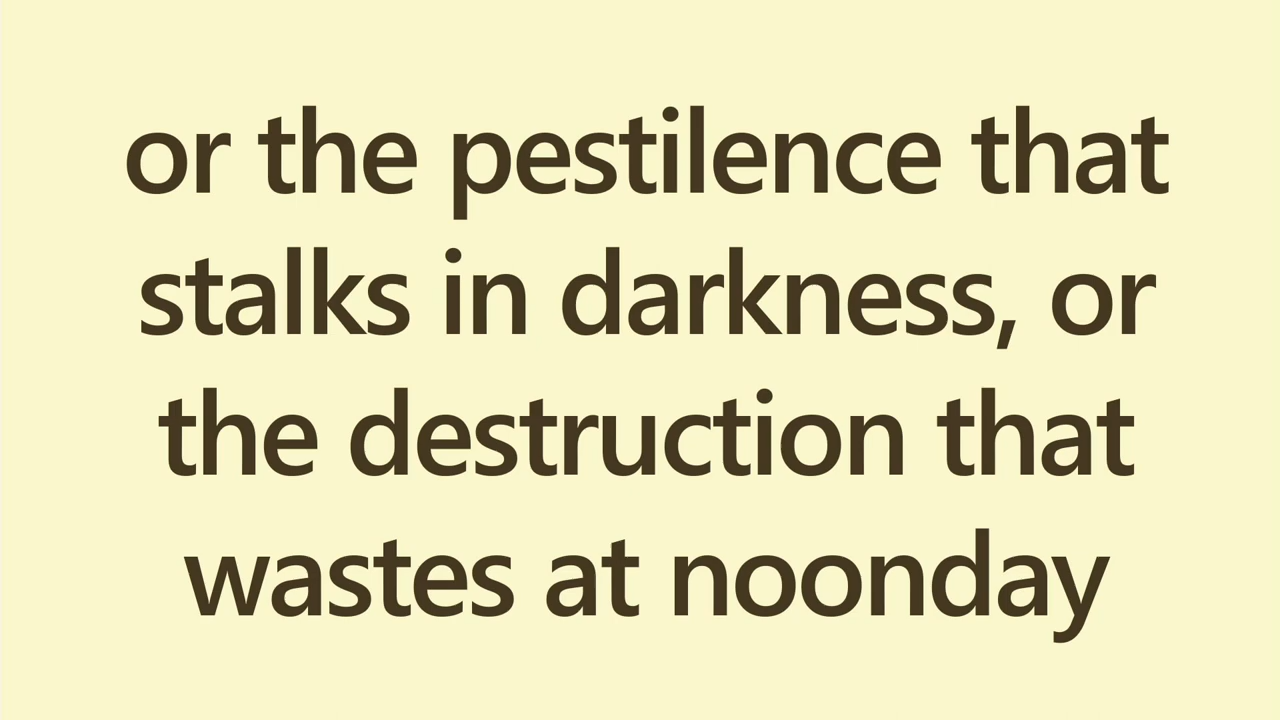 or the pestilence that
stalks in darkness, or
the destruction that
wastes at noonday